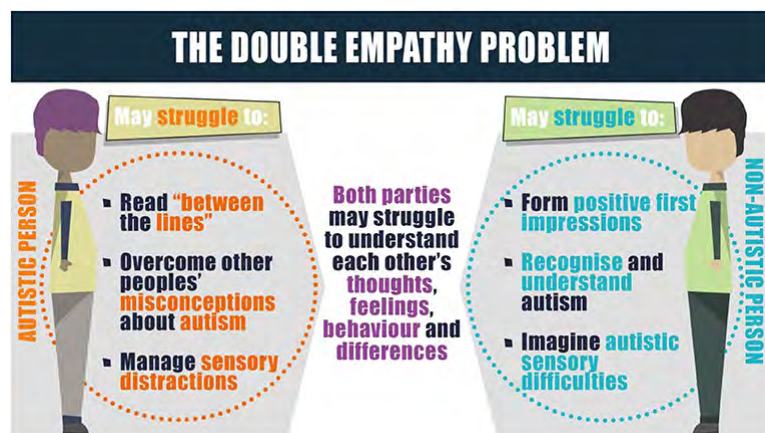 THE DOUBLE EMPATHY PROBLEM
AUTISTIC PERSON
May struggle to:
▪ Read "between
the lines"
▪ Overcome other
peoples'
misconceptions
about autism
▪ Manage sensory
distractions
Both parties
may struggle
to understand
each other's
thoughts,
feelings,
behaviour and
differences
May struggle to:
▪ Form positive first
impressions
▪ Recognise and
understand
autism
▪ Imagine autistic
sensory
difficulties
NON-AUTISTIC PERSON